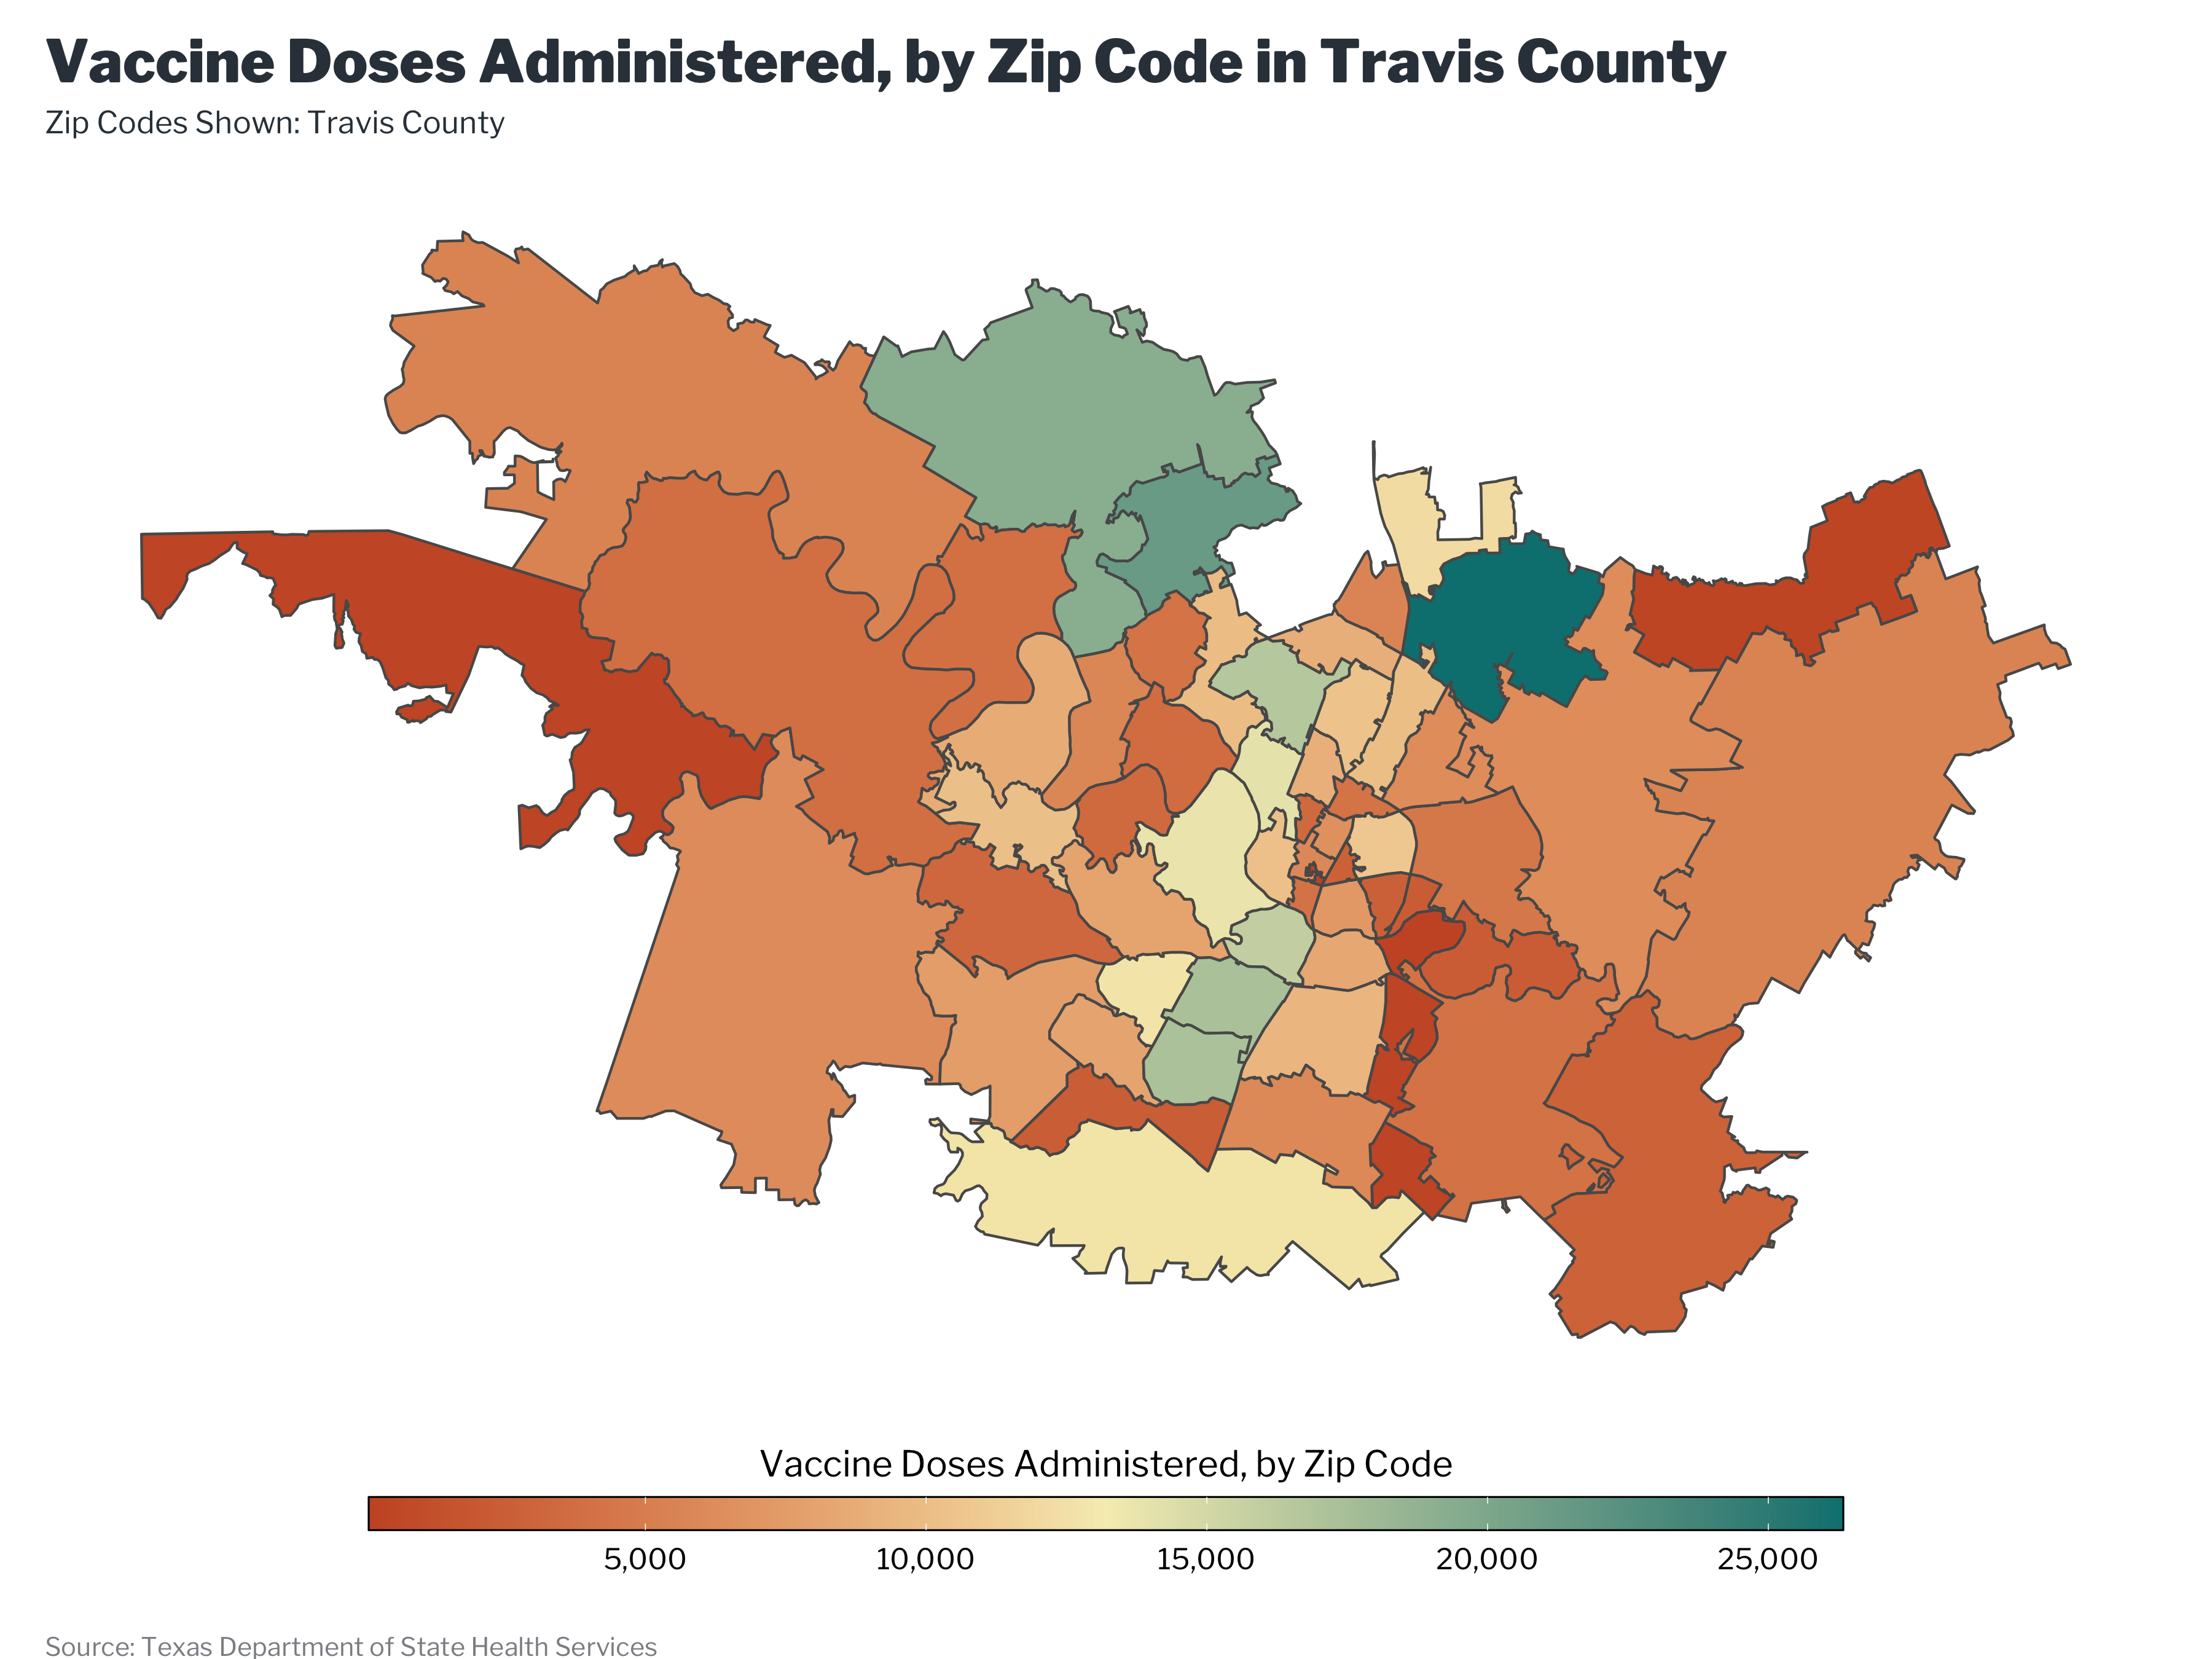 Vaccine Doses Administered, by Zip Code in Travis County
Zip Codes Shown: Travis County
Vaccine Doses Administered, by Zip Code
5,000 10,000 15,000 20,000 25,000
Source: Texas Department of State Health Services